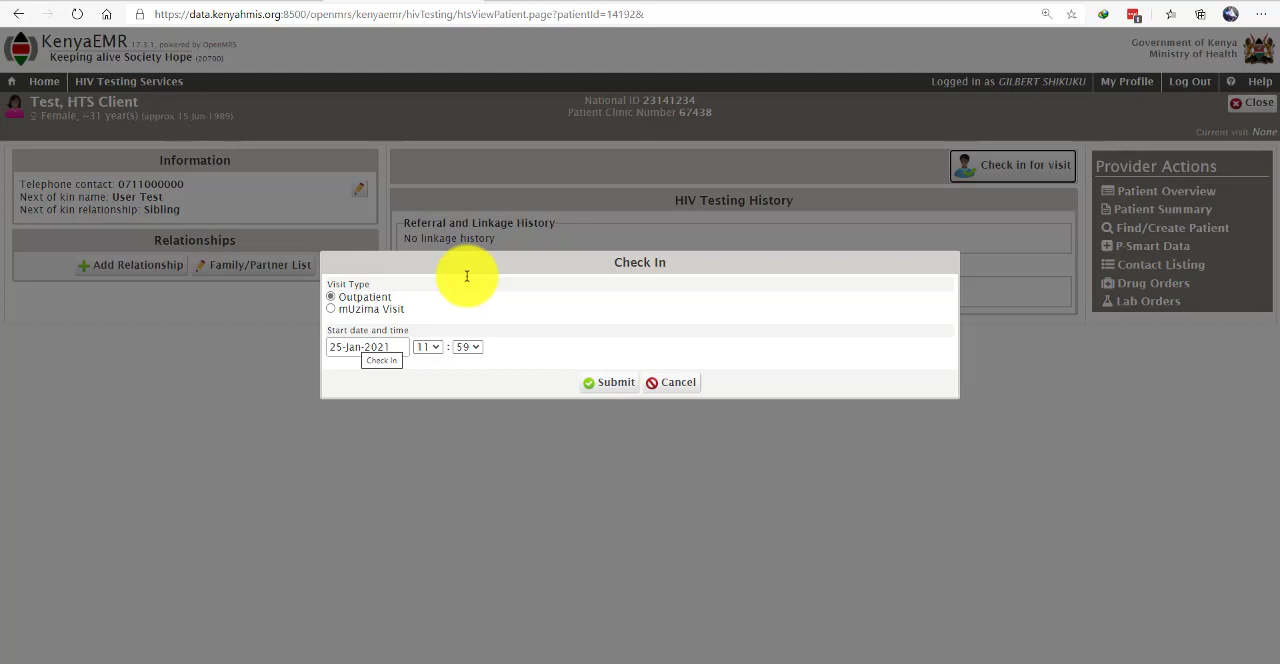 https://data.kenyahmis.org:8500/openmrs/kenyaemr/hivTesting/htsViewPatient.page?patientId=14192&
KenyaEMR 17.3.1, powered by OpenMRS
Keeping alive Society Hope (20700)
Government of Kenya
Ministry of Health
Home HIV Testing Services Logged in as GILBERT SHIKUKU My Profile Log Out Help
Test, HTS Client
Female, ~31 year(s) (approx 15-Jun-1989)
National ID 23141234
Patient Clinic Number 67438
Close
Current visit None
Information
Telephone contact: 0711000000
Next of kin name: User Test
Next of kin relationship: Sibling
Relationships
Add Relationship Family/Partner List
Check in for visit
HIV Testing History
Referral and Linkage History
No linkage history
Provider Actions
Patient Overview
Patient Summary
Find/Create Patient
P-Smart Data
Contact Listing
Drug Orders
Lab Orders
Check In
Visit Type
Outpatient
mUzima Visit
Start date and time
25-Jan-2021 11 : 59
Check In
Submit Cancel